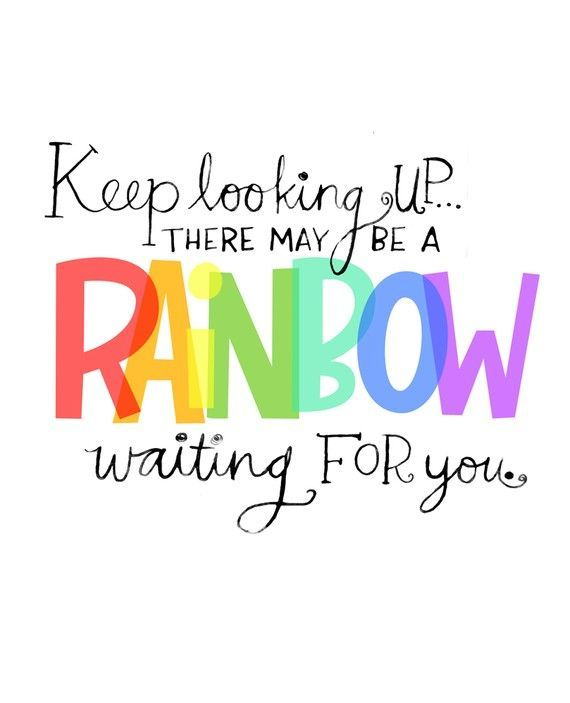 Keep looking UP...
THERE MAY BE A
RAiNBOW
waiting FOR you.